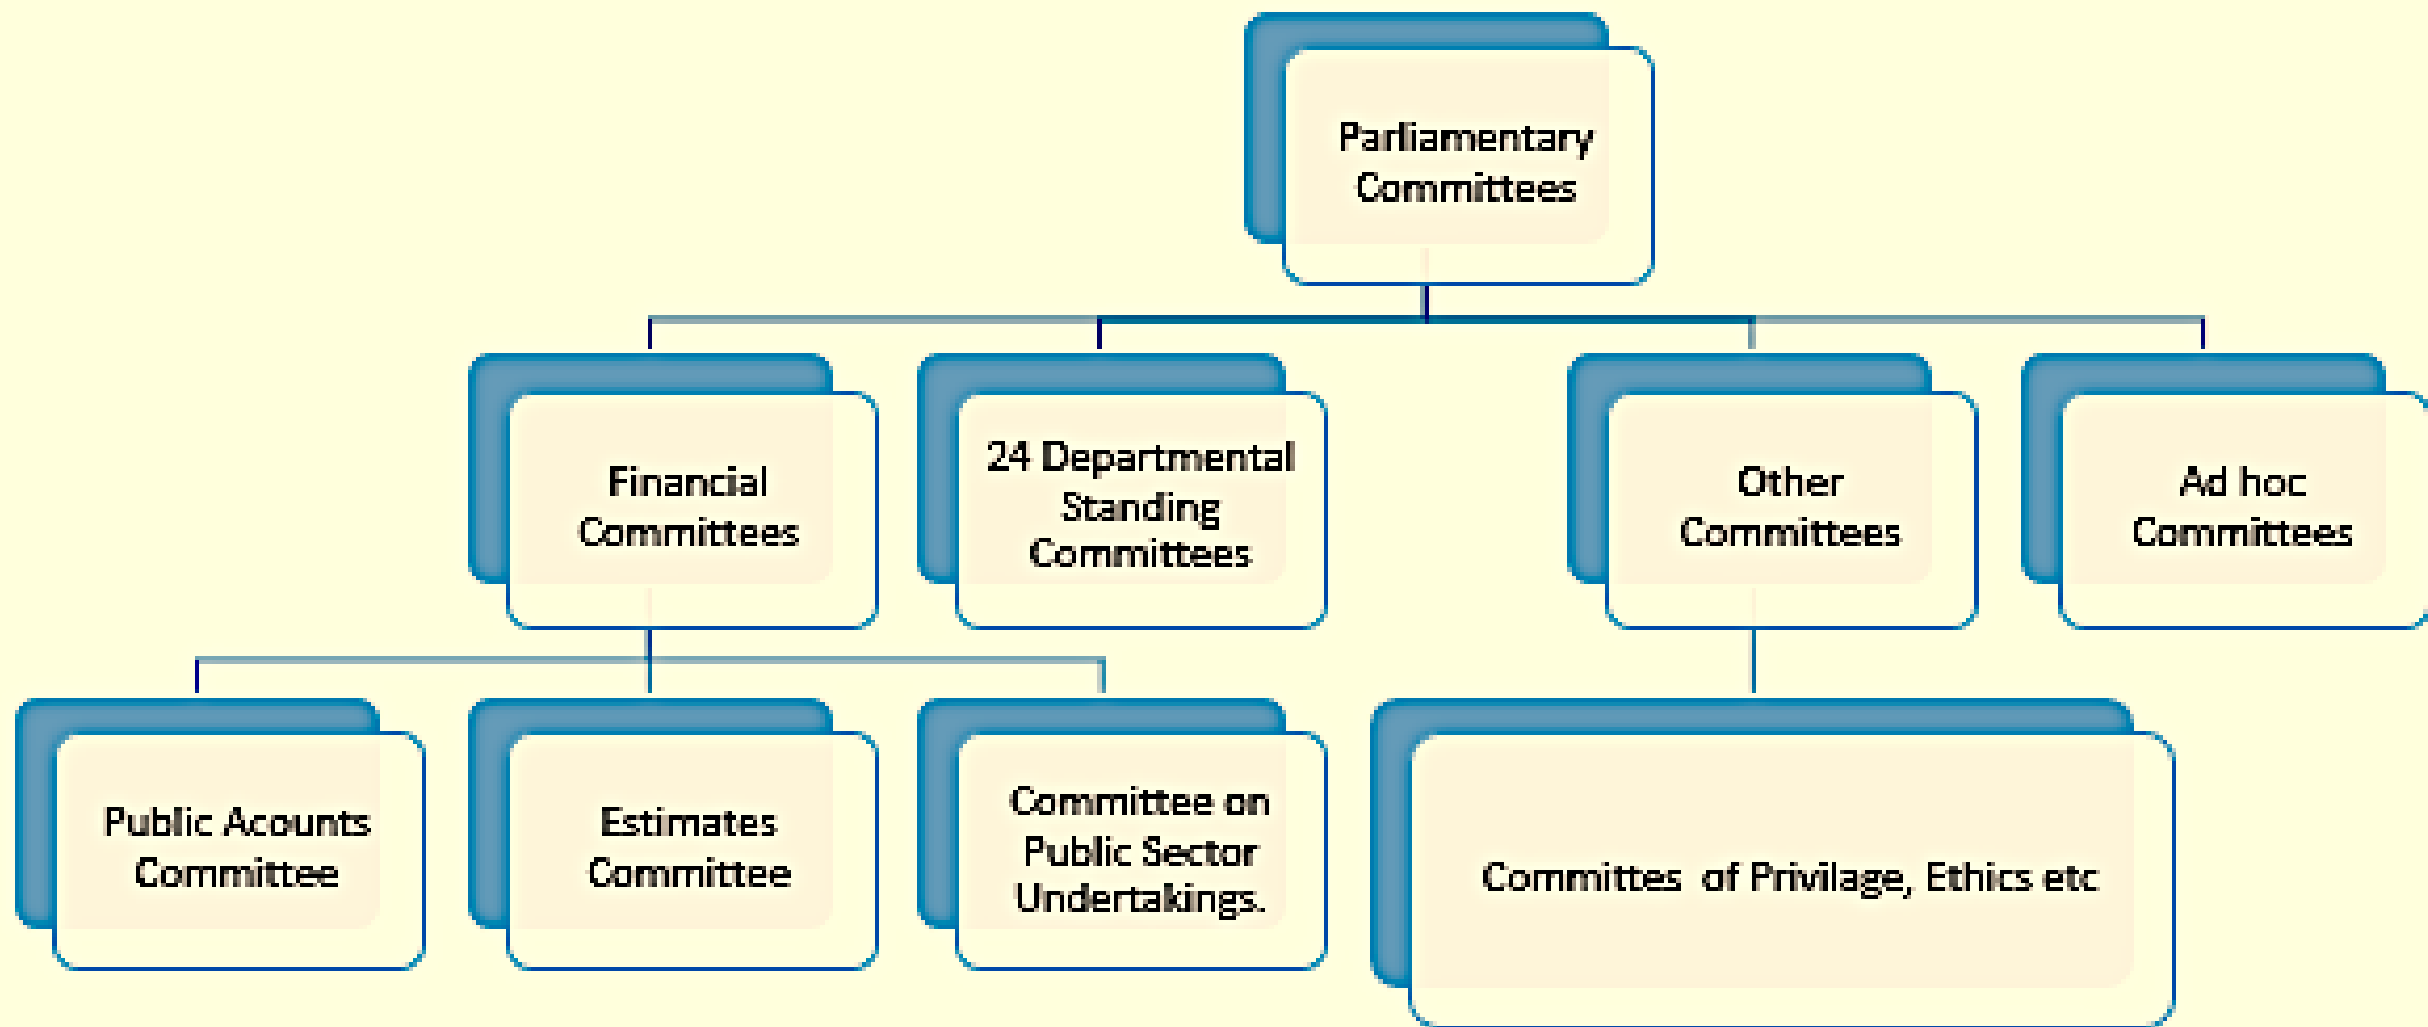 Parliamentary
Committees
Financial
Committees
24 Departmental
Standing
Committees
Other
Committees
Ad hoc
Committees
Public Acounts
Committee
Estimates
Committee
Committee on
Public Sector
Undertakings.
Committes of Privilage, Ethics etc